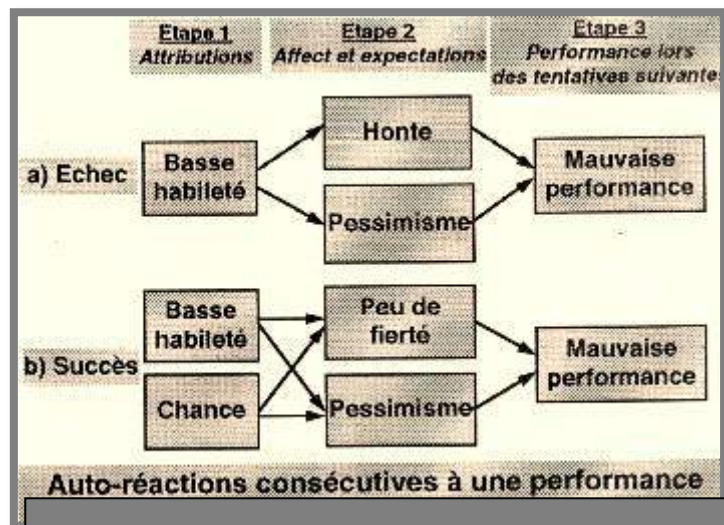 Etape 1
Attributions
Etape 2
Affect et expectations
Etape 3
Performance lors
des tentatives suivantes
a) Echec
Basse
habileté
Honte
Pessimisme
Mauvaise
performance
b) Succès
Basse
habileté
Chance
Peu de
fierté
Pessimisme
Mauvaise
performance
Auto-réactions consécutives à une performance